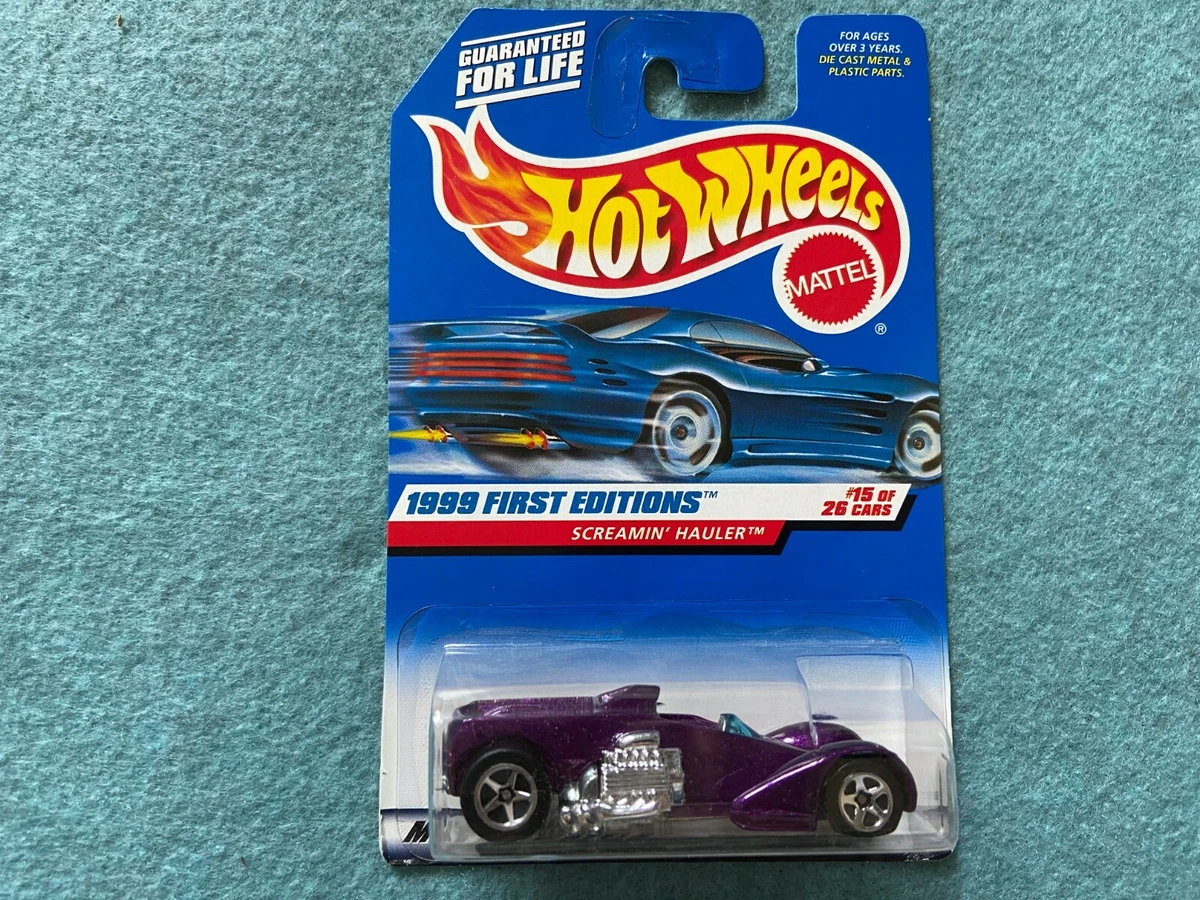 GUARANTEED
FOR LIFE
FOR AGES
OVER 3 YEARS.
DIE CAST METAL &
PLASTIC PARTS.
HOT WHEELS
MATTEL
®
1999 FIRST EDITIONS™
#15 OF
26 CARS
SCREAMIN' HAULER™